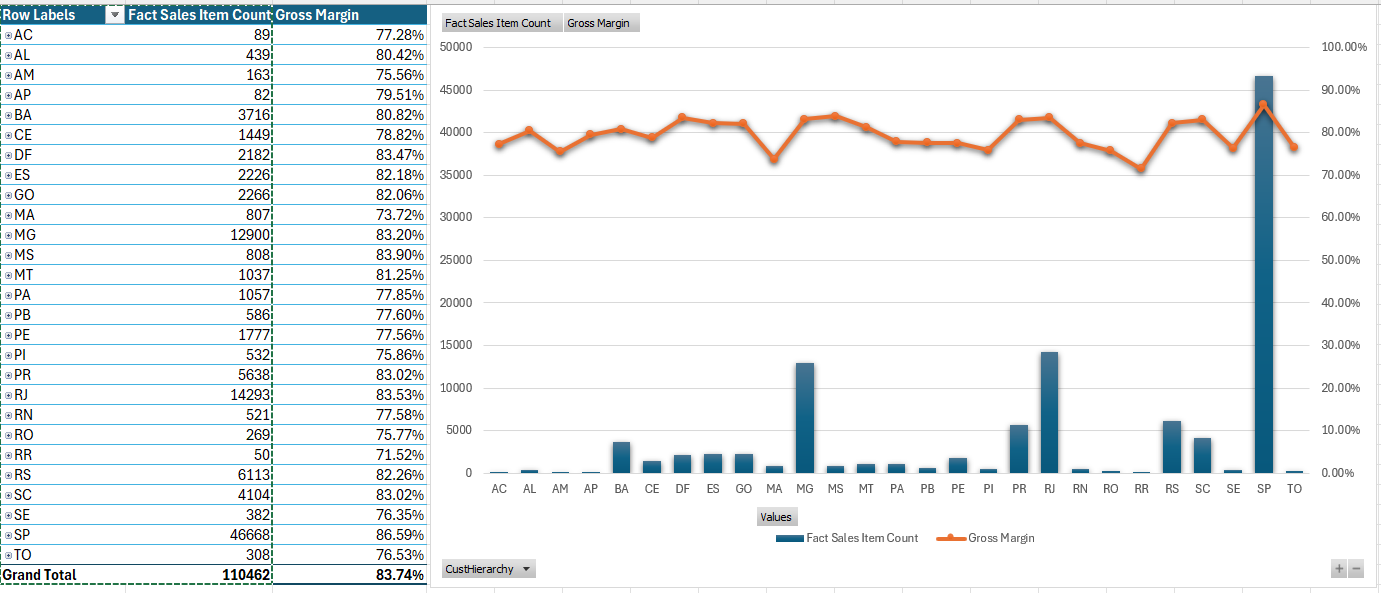 Row Labels Fact Sales Item Count Gross Margin
AC 89 77.28%
AL 439 80.42%
AM 163 75.56%
AP 82 79.51%
BA 3716 80.82%
CE 1449 78.82%
DF 2182 83.47%
ES 2226 82.18%
GO 2266 82.06%
MA 807 73.72%
MG 12900 83.20%
MS 808 83.90%
MT 1037 81.25%
PA 1057 77.85%
PB 586 77.60%
PE 1777 77.56%
PI 532 75.86%
PR 5638 83.02%
RJ 14293 83.53%
RN 521 77.58%
RO 269 75.77%
RR 50 71.52%
RS 6113 82.26%
SC 4104 83.02%
SE 382 76.35%
SP 46668 86.59%
TO 308 76.53%
Grand Total 110462 83.74%
Fact Sales Item Count Gross Margin
50000 100.00%
45000 90.00%
40000 80.00%
35000 70.00%
30000 60.00%
25000 50.00%
20000 40.00%
15000 30.00%
10000 20.00%
5000 10.00%
0 0.00%
AC AL AM AP BA CE DF ES GO MA MG MS MT PA PB PE PI PR RJ RN RO RR RS SC SE SP TO
Values
Fact Sales Item Count Gross Margin
CustHierarchy